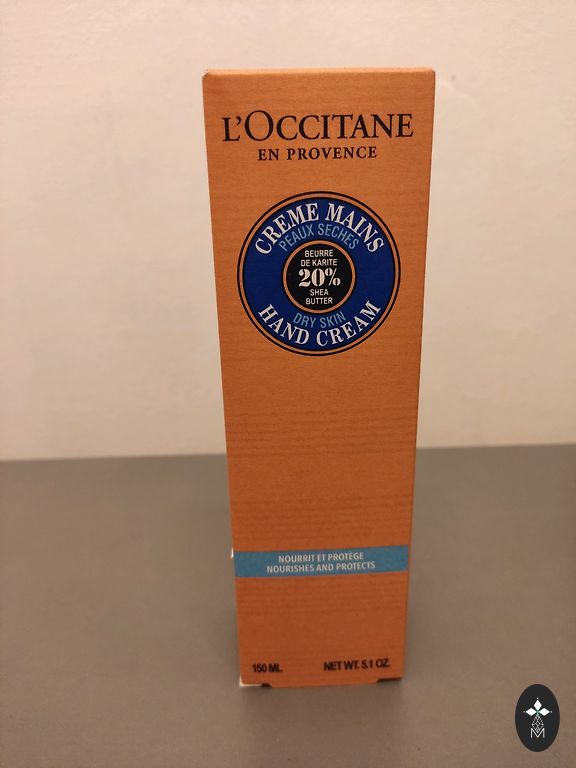 L'OCCITANE
EN PROVENCE
CREME MAINS
PEAUX SECHES
BEURRE
DE KARITE
20%
SHEA
BUTTER
DRY SKIN
HAND CREAM
NOURRIT ET PROTÈGE
NOURISHES AND PROTECTS
150 ML NET WT. 5.1 OZ.
M